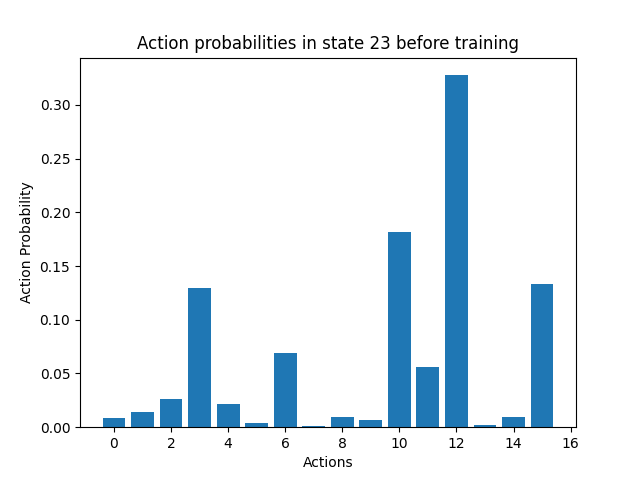 Action probabilities in state 23 before training
0.30
0.25
0.20
0.15
0.10
0.05
0.00
Action Probability
0 2 4 6 8 10 12 14 16
Actions